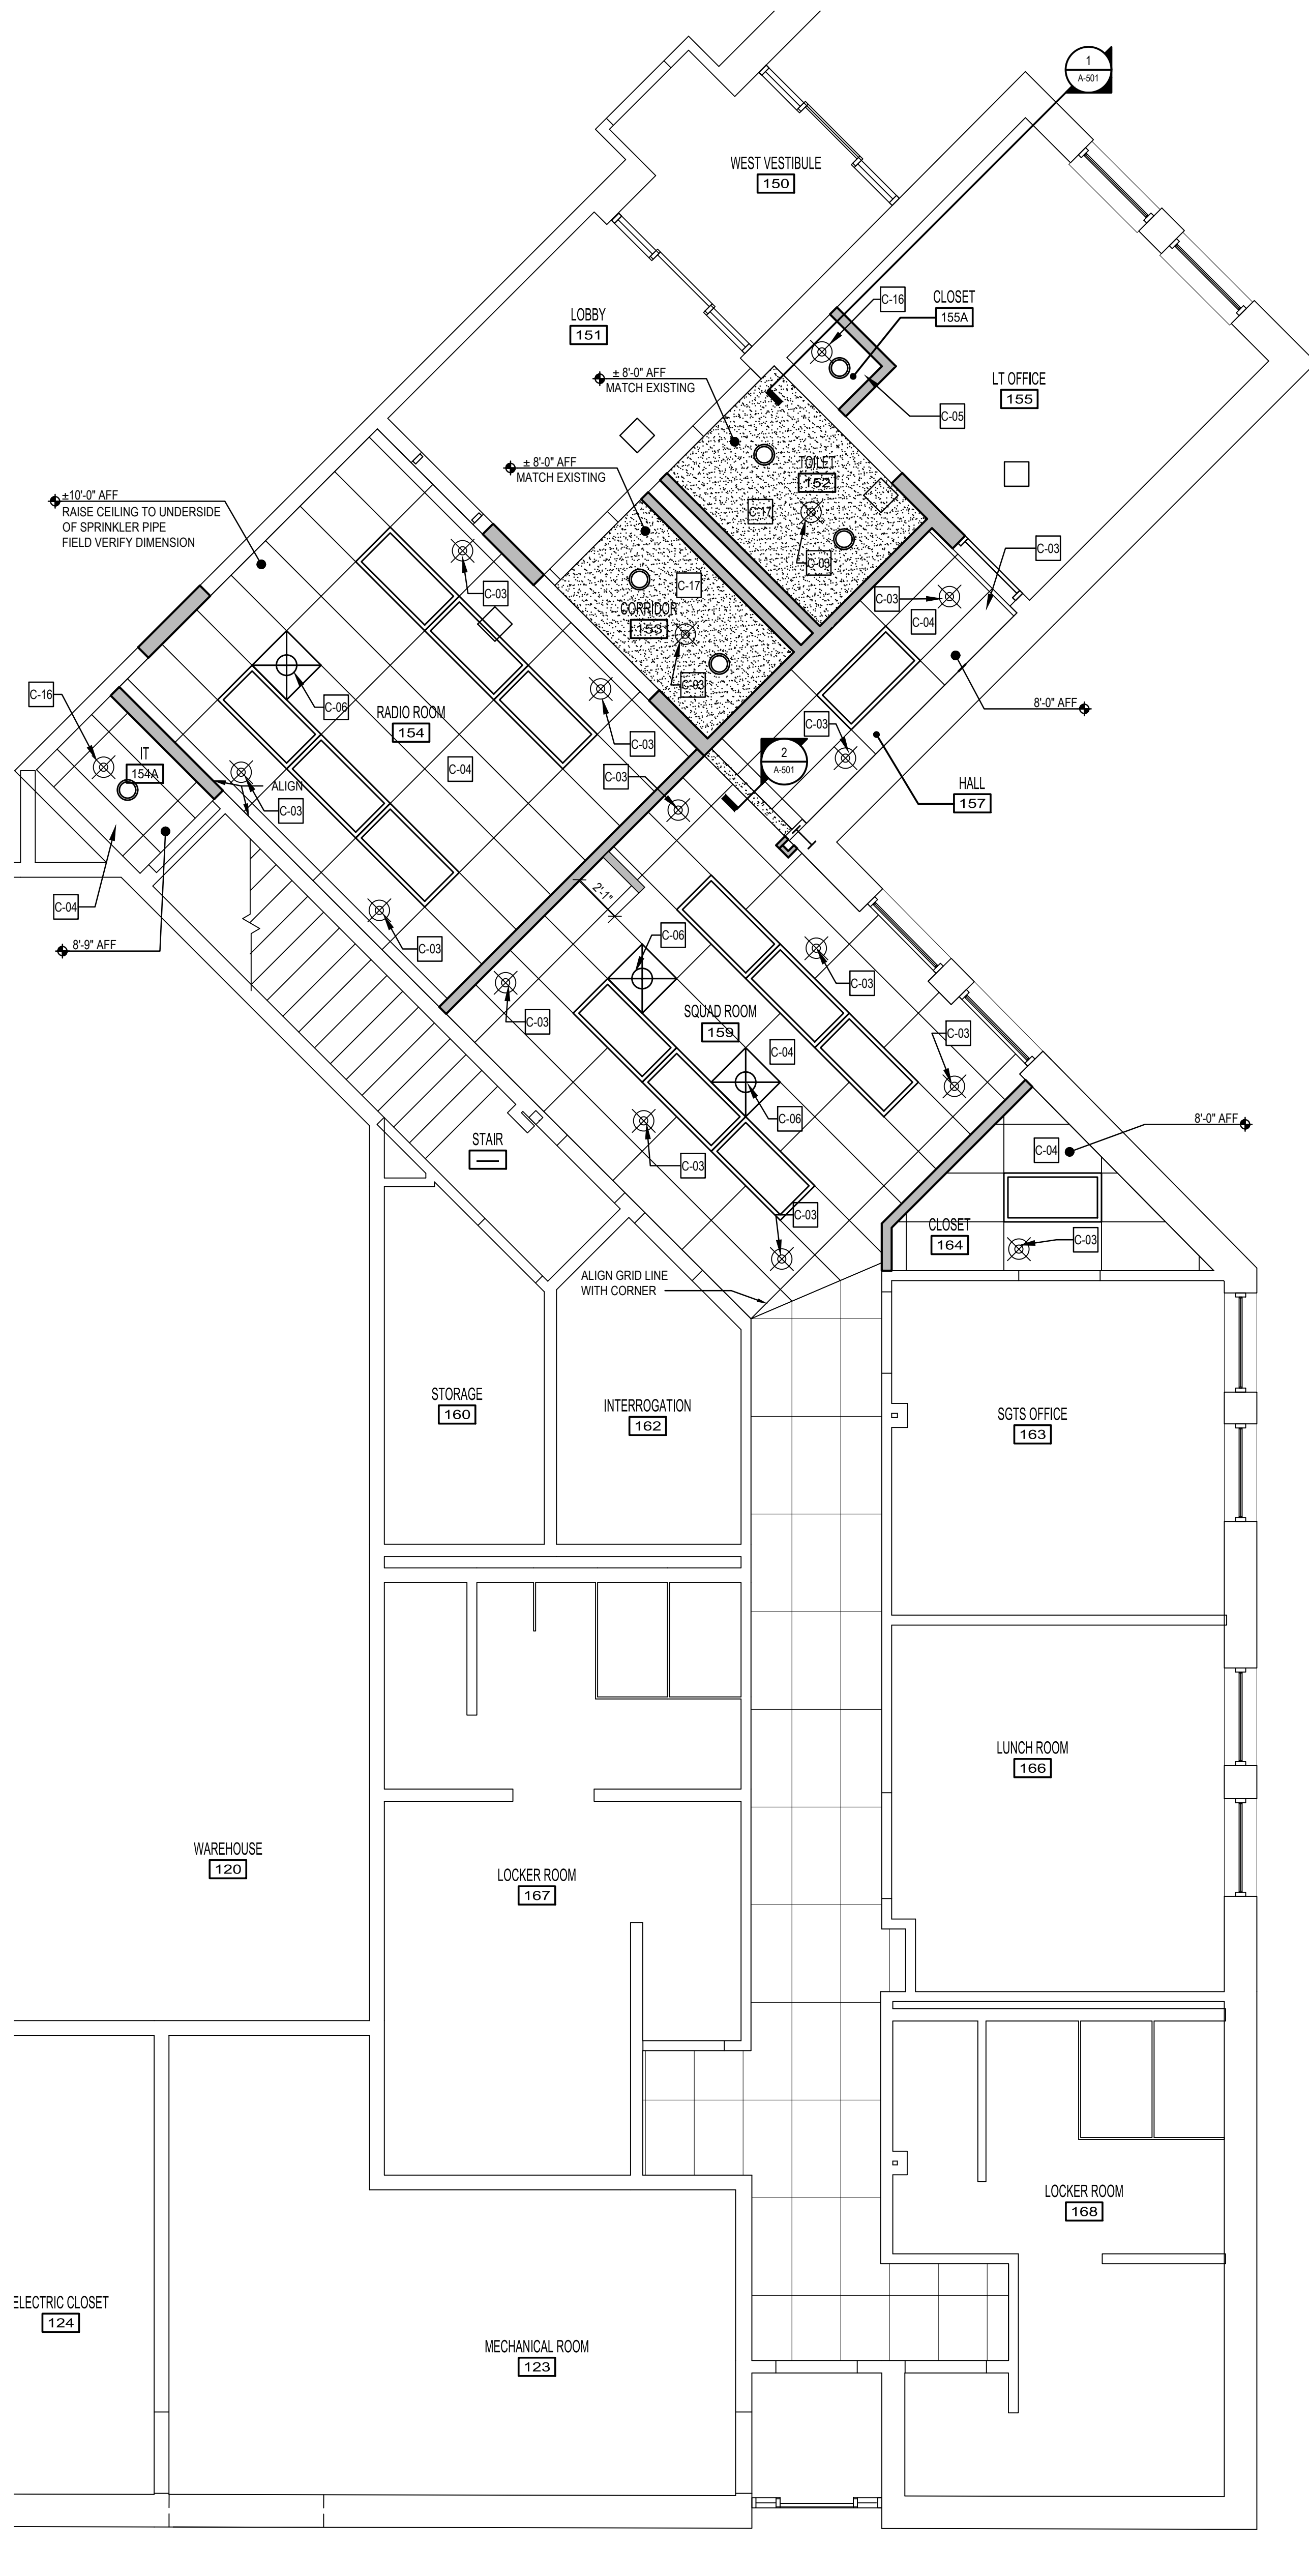 1
A-501
WEST VESTIBULE
150
C-16
CLOSET
155A
LOBBY
151
± 8'-0" AFF
MATCH EXISTING
LT OFFICE
155
C-05
± 8'-0" AFF
MATCH EXISTING
TOILET
152
±10'-0" AFF
RAISE CEILING TO UNDERSIDE
OF SPRINKLER PIPE
FIELD VERIFY DIMENSION
C-17
C-03
C-03
C-17
C-03
C-03
C-04
CORRIDOR
153
C-16
C-06
C-03
RADIO ROOM
154
8'-0" AFF
C-03
C-03
2
A-501
IT
154A
C-04
C-03
ALIGN
C-03
HALL
157
2'-1"
C-04
8'-9" AFF
C-03
C-06
C-03
SQUAD ROOM
159
C-03
C-03
C-04
C-06
8'-0" AFF
STAIR
C-04
C-03
C-03
CLOSET
164
C-03
ALIGN GRID LINE
WITH CORNER
STORAGE
160
INTERROGATION
162
SGTS OFFICE
163
LUNCH ROOM
166
WAREHOUSE
120
LOCKER ROOM
167
LOCKER ROOM
168
ELECTRIC CLOSET
124
MECHANICAL ROOM
123